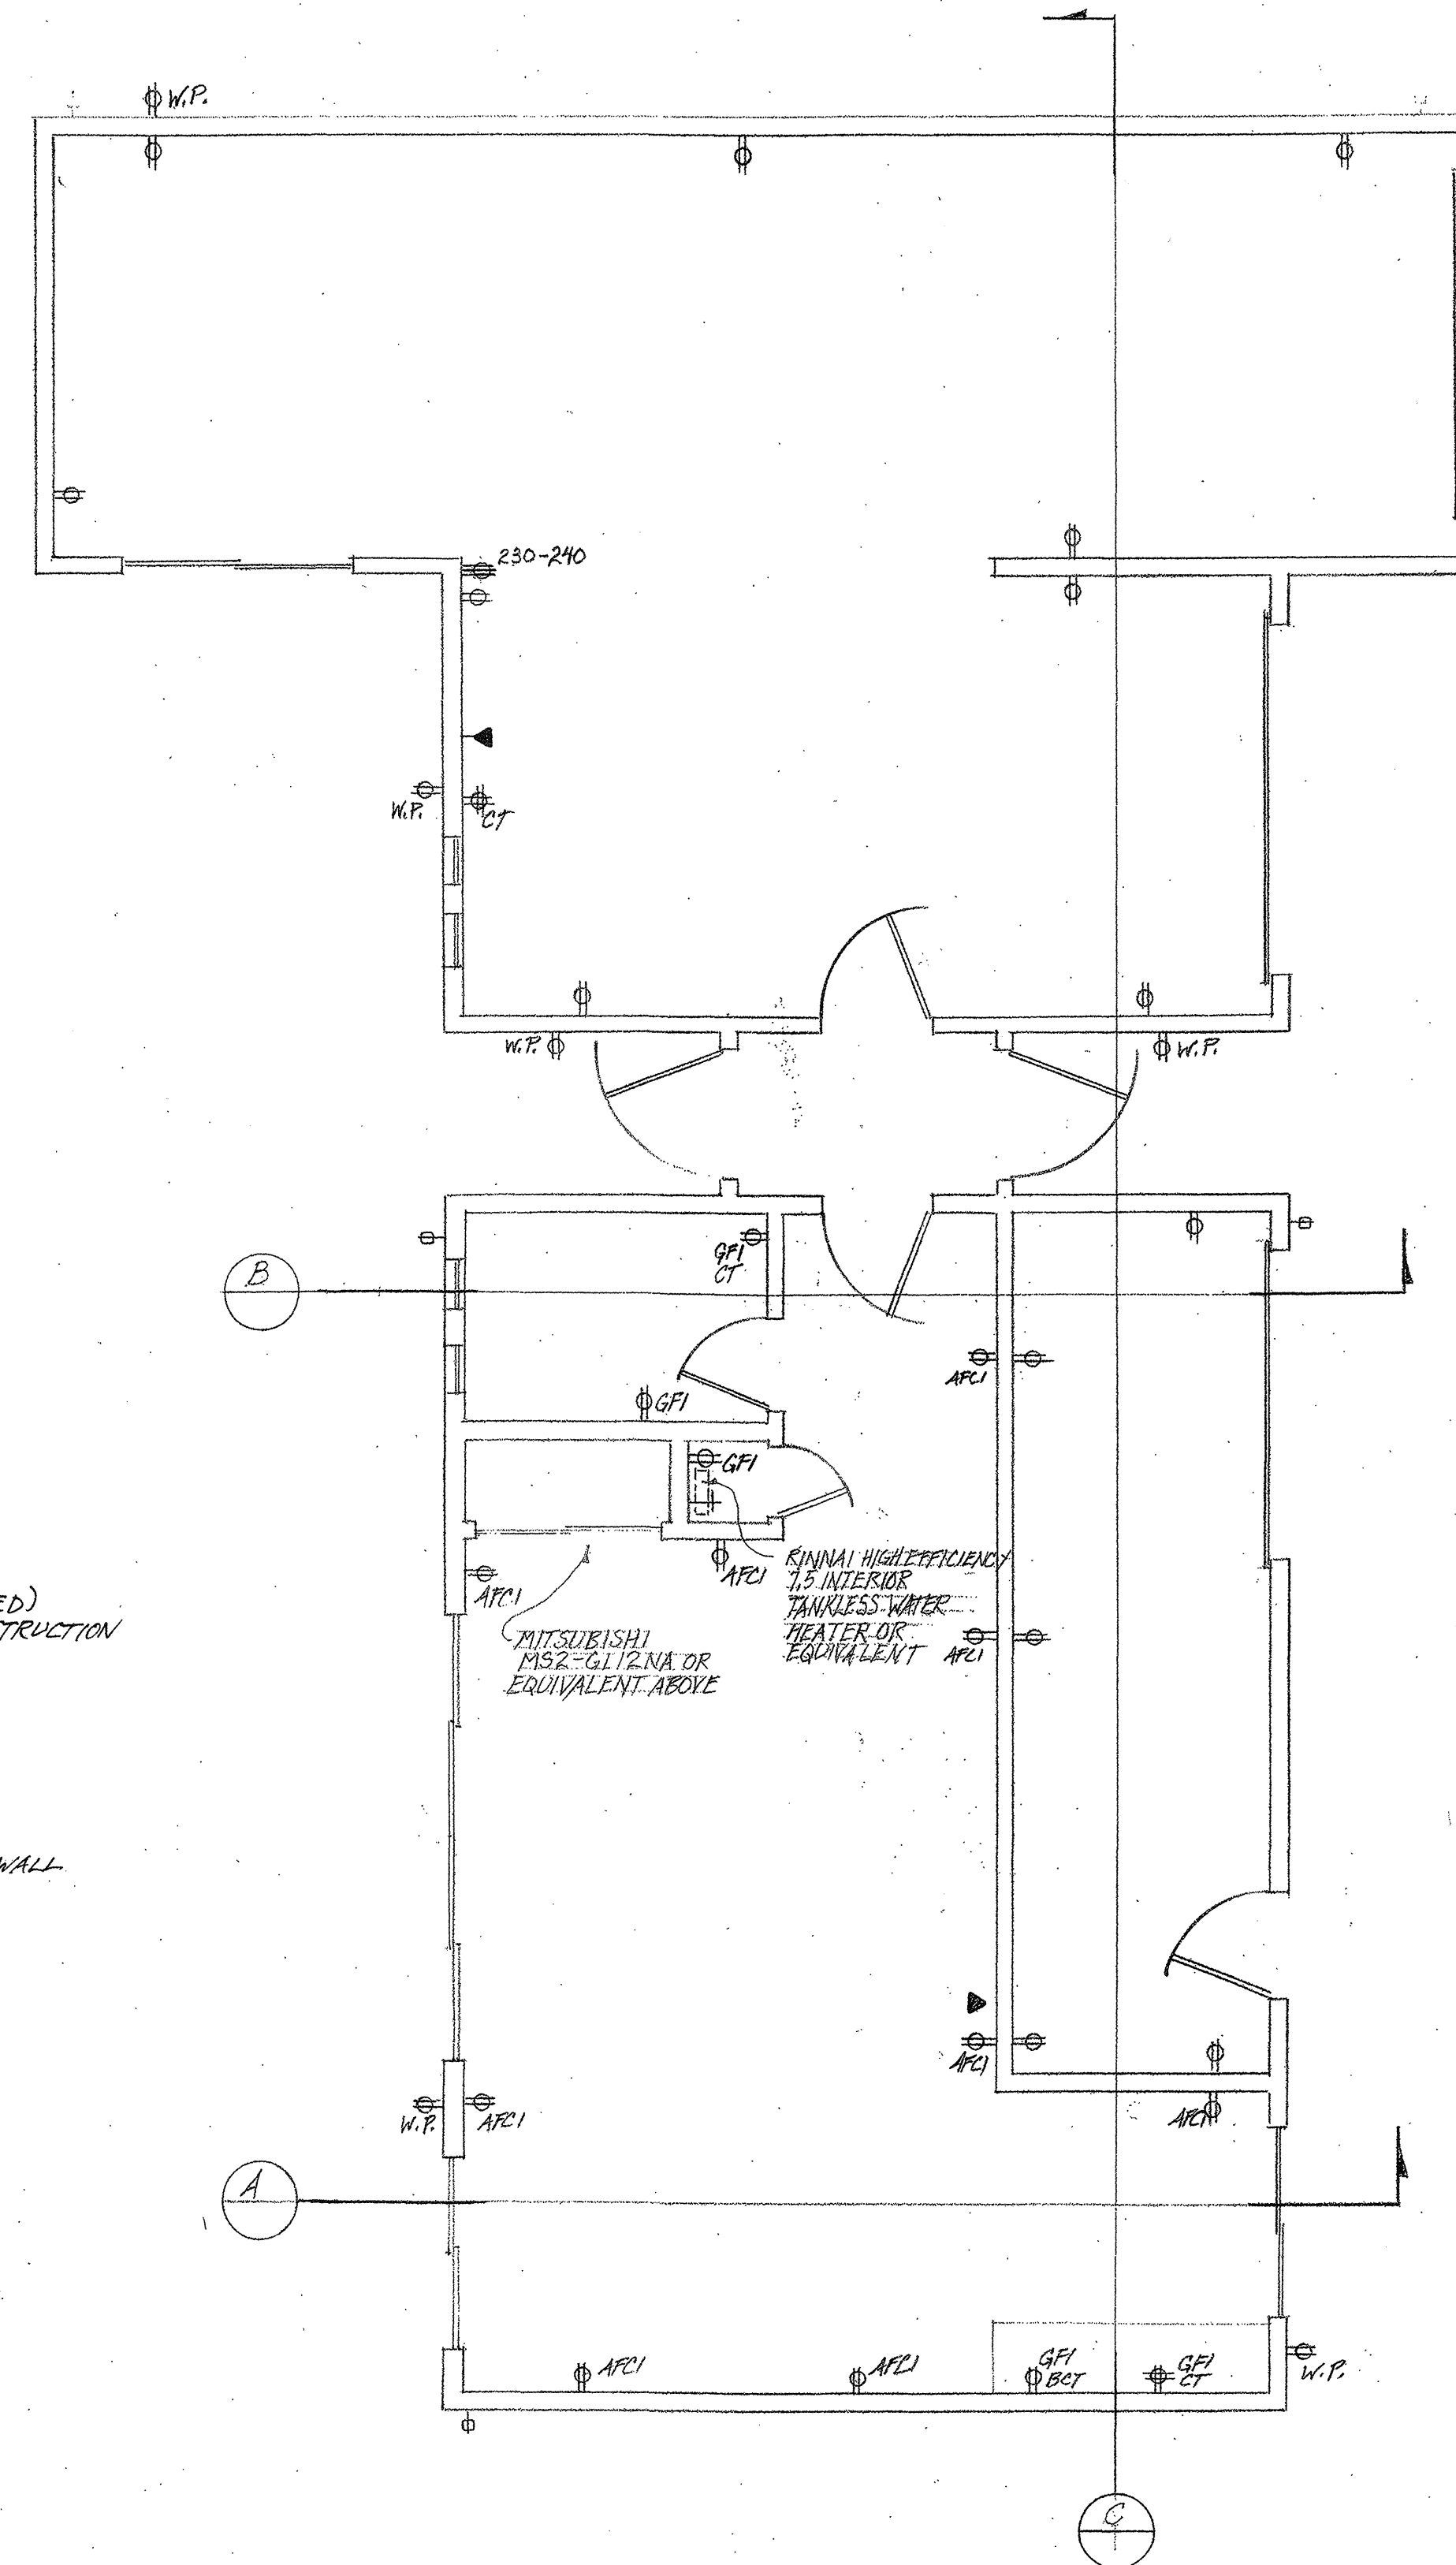 W.P.
230-240
W.P.
CT
W.P.
W.P.
GFI
CT
B
AFCI
GFI
GFI
AFCI
AFCI
RINNAI HIGH EFFICIENCY
7.5 INTERIOR
TANKLESS WATER
HEATER OR
EQUIVALENT
AFCI
MITSUBISHI
MS2-GL12NA OR
EQUIVALENT ABOVE
ED)
TRUCTION
WALL
AFCI
W.P.
AFCI
AFCI
A
AFCI
AFCI
GFI
BCT
GFI
CT
W.P.
C